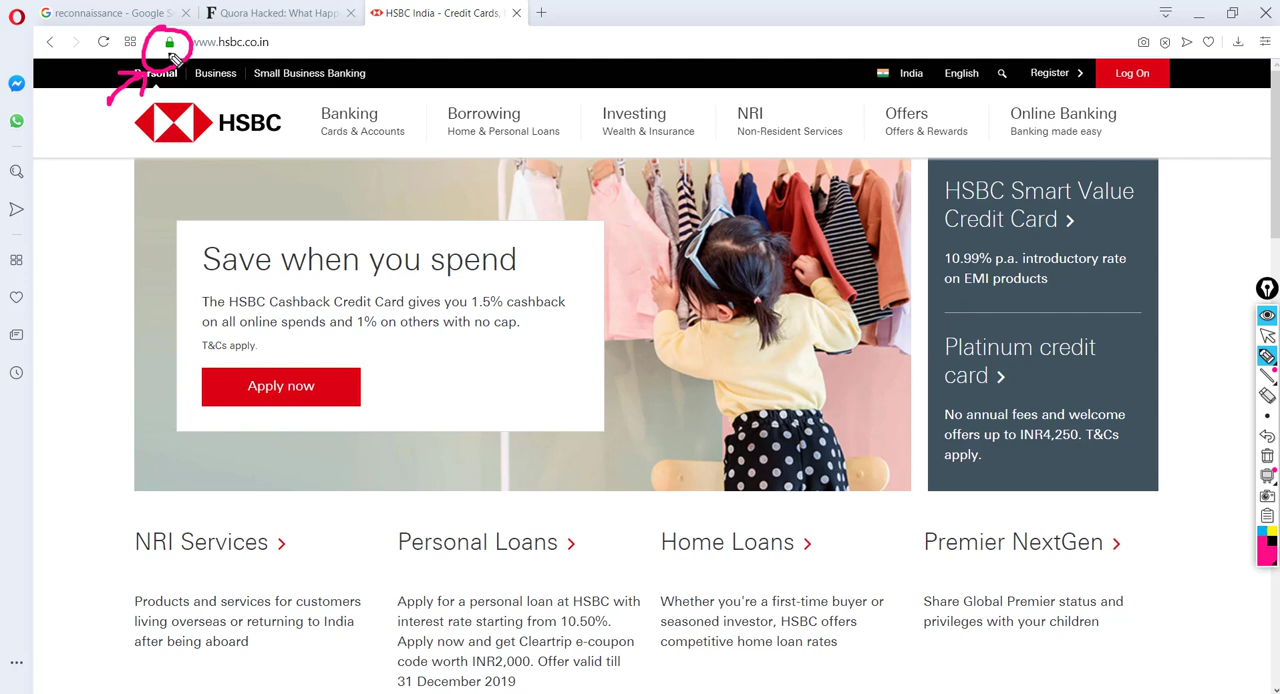 reconnaissance - Google S
Quora Hacked: What Happ
HSBC India - Credit Cards,
www.hsbc.co.in
Personal
Business
Small Business Banking
India
English
Register
Log On
HSBC
Banking
Cards & Accounts
Borrowing
Home & Personal Loans
Investing
Wealth & Insurance
NRI
Non-Resident Services
Offers
Offers & Rewards
Online Banking
Banking made easy
Save when you spend
The HSBC Cashback Credit Card gives you 1.5% cashback
on all online spends and 1% on others with no cap.
T&Cs apply.
Apply now
HSBC Smart Value
Credit Card
10.99% p.a. introductory rate
on EMI products
Platinum credit
card
No annual fees and welcome
offers up to INR4,250. T&Cs
apply.
NRI Services
Products and services for customers
living overseas or returning to India
after being aboard
Personal Loans
Apply for a personal loan at HSBC with
interest rate starting from 10.50%.
Apply now and get Cleartrip e-coupon
code worth INR2,000. Offer valid till
31 December 2019
Home Loans
Whether you're a first-time buyer or
seasoned investor, HSBC offers
competitive home loan rates
Premier NextGen
Share Global Premier status and
privileges with your children